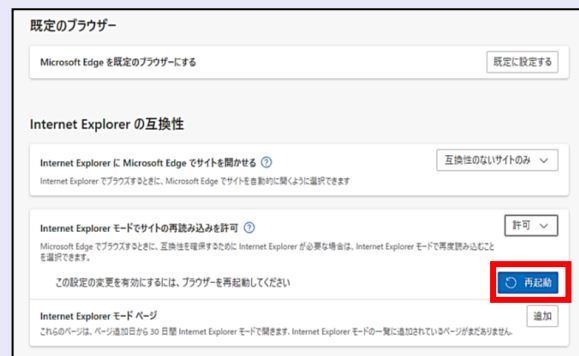 既定のブラウザー
Microsoft Edge を既定のブラウザーにする
既定に設定する
Internet Explorer の互換性
Internet Explorer に Microsoft Edge でサイトを開かせる
互換性のないサイトのみ
Internet Explorer でブラウズするときに、Microsoft Edge でサイトを自動的に開くように選択できます
Internet Explorer モードでサイトの再読み込みを許可
許可
Microsoft Edge でブラウズするときに、互換性を確保するために Internet Explorer が必要な場合は、Internet Explorer モードで再度読み込むこと
を選択できます。
この設定の変更を有効にするには、ブラウザーを再起動してください
再起動
Internet Explorer モード ページ
追加
これらのページは、ページ追加日から 30 日間 Internet Explorer モードで開きます. Internet Explorer モードの一覧に追加されているページがまだありません.